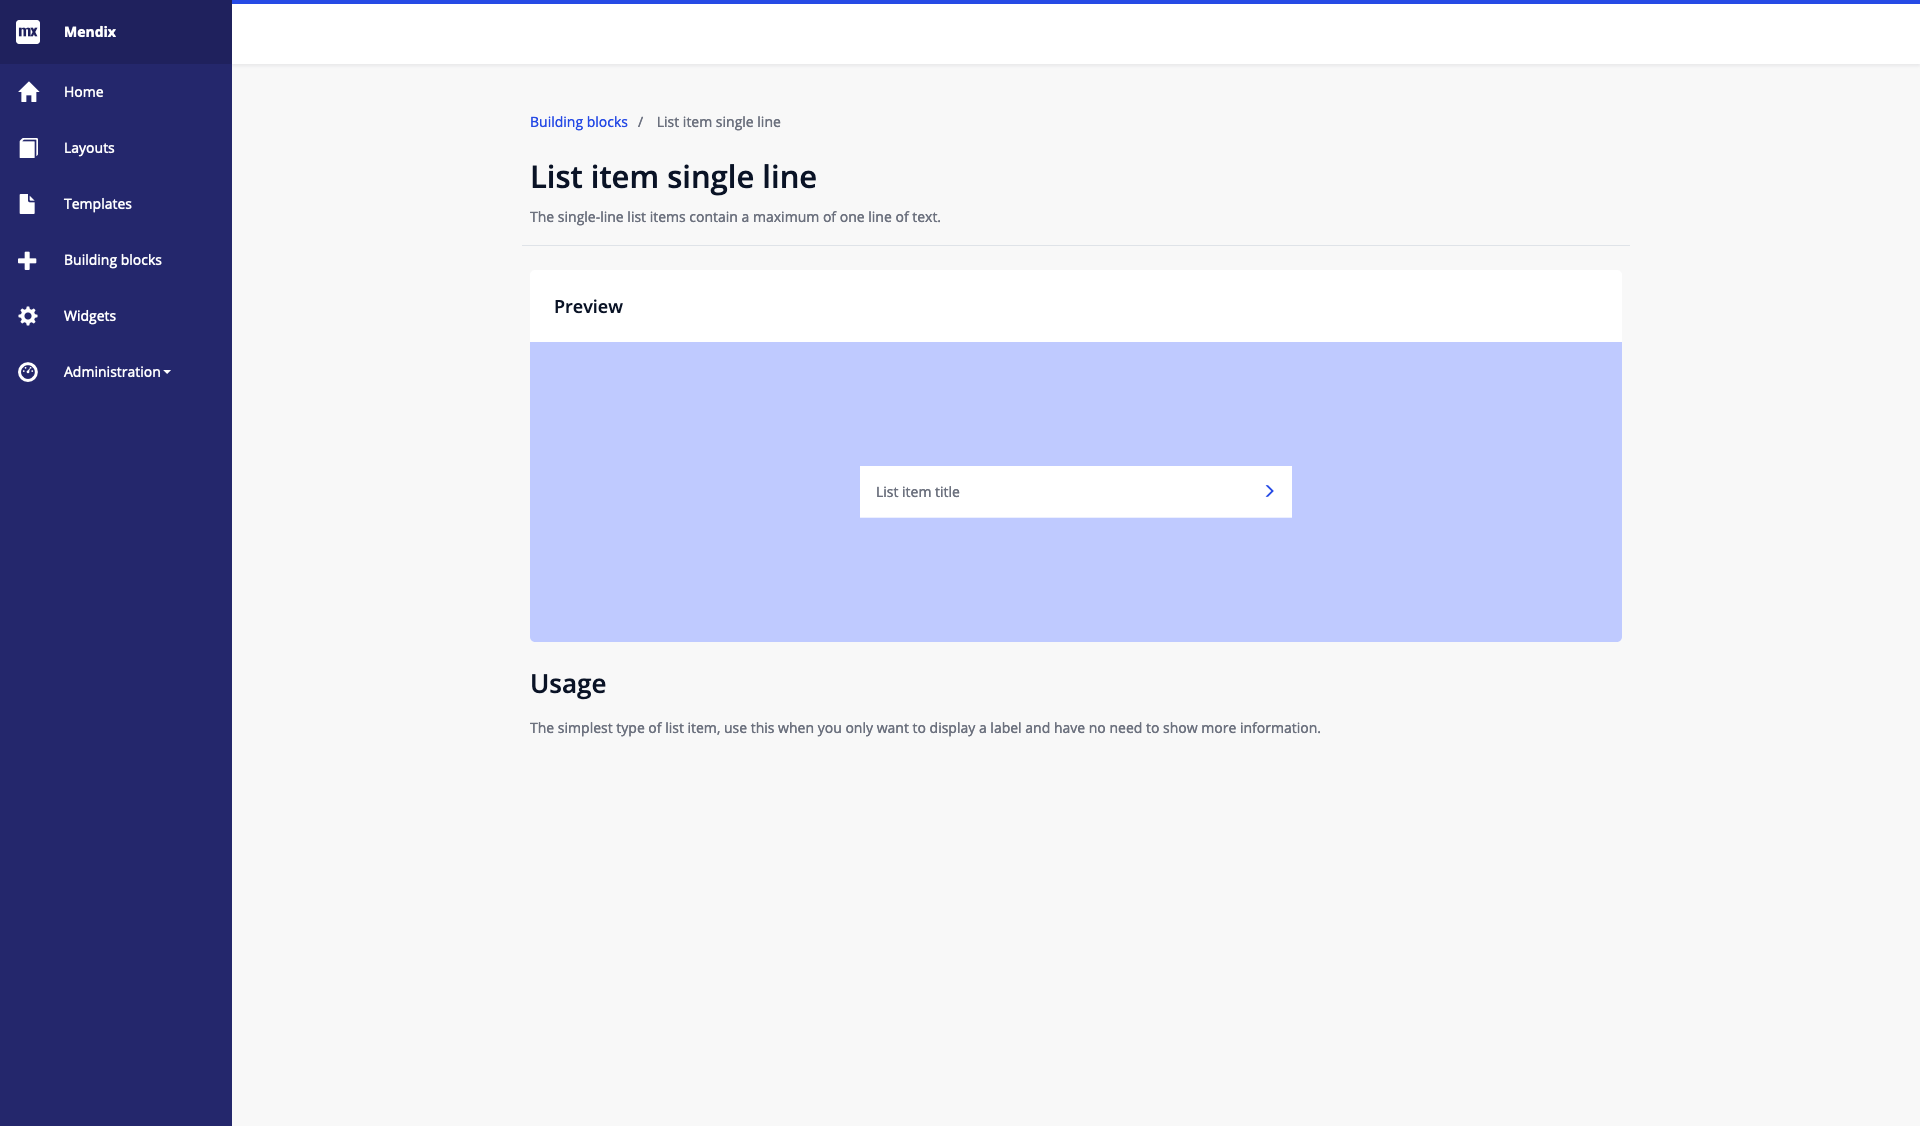 mx Mendix
Home
Layouts
Templates
Building blocks
Widgets
Administration
Building blocks / List item single line
List item single line
The single-line list items contain a maximum of one line of text.
Preview
List item title
Usage
The simplest type of list item, use this when you only want to display a label and have no need to show more information.